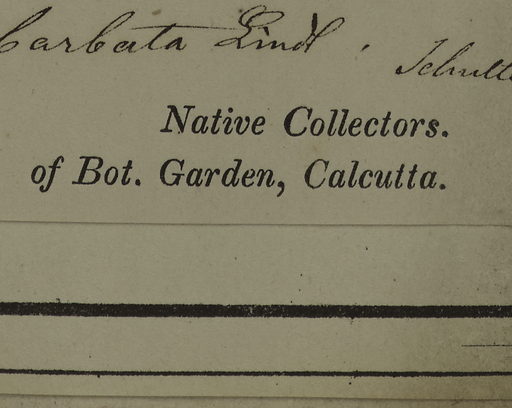 barbata Lindl.
Native Collectors.
of Bot. Garden, Calcutta.